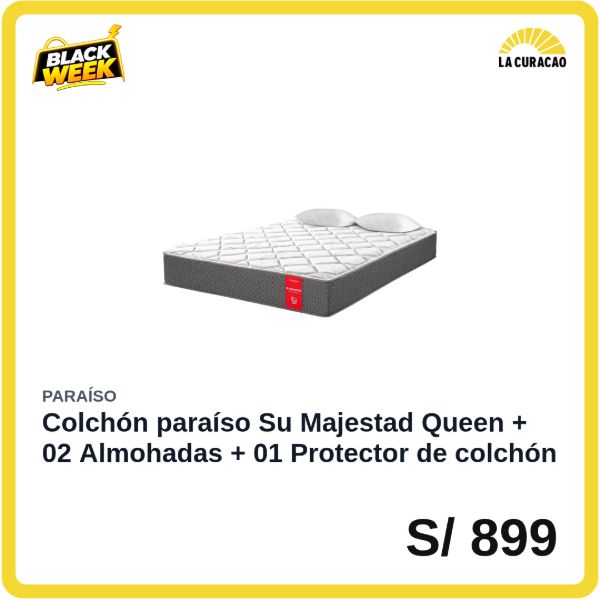 BLACK
WEEK
LA CURACAO
PARAÍSO
Colchón paraíso Su Majestad Queen +
02 Almohadas + 01 Protector de colchón
S/ 899